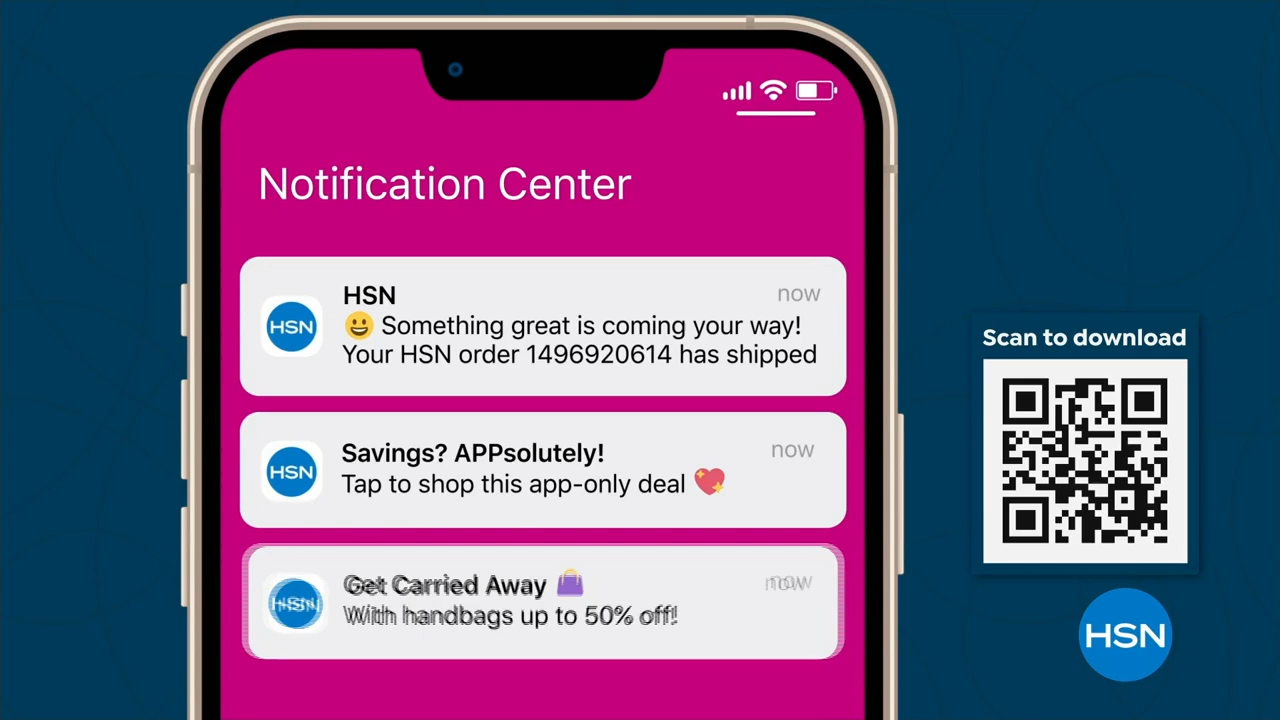 Notification Center
HSN
now
😀 Something great is coming your way!
Your HSN order 1496920614 has shipped
HSN
Savings? APPsolutely!
now
Tap to shop this app-only deal 💖
HSN
Get Carried Away 👜
now
With handbags up to 50% off!
HSN
Scan to download
HSN